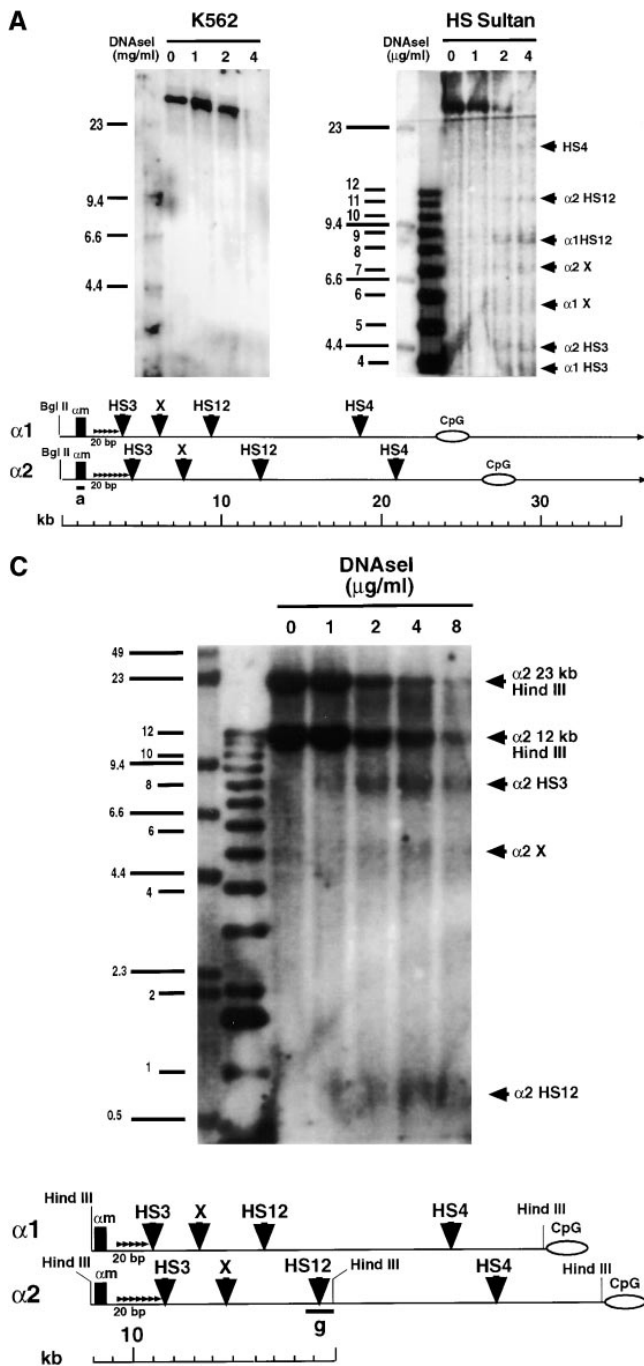 A
K562
HS Sultan
DNAseI
(mg/ml)
0 1 2 4
DNAseI
(μg/ml)
0 1 2 4
23
9.4
6.6
4.4
23
12
11
10
9.4
9
8
7
6.6
6
5
4.4
4
HS4
α2 HS12
α1HS12
α2 X
α1 X
α2 HS3
α1 HS3
Bgl II αm HS3 X HS12 HS4 CpG
α1
20 bp
Bgl II αm HS3 X HS12 HS4 CpG
α2
20 bp
a
10 20 30
kb
C
DNAseI
(μg/ml)
0 1 2 4 8
49
23
12
10
9.4
8
6.6
6
4.4
4
2.3
2
1
0.5
α2 23 kb
Hind III
α2 12 kb
Hind III
α2 HS3
α2 X
α2 HS12
Hind III αm HS3 X HS12 HS4 Hind III CpG
α1
20 bp
Hind III αm HS3 X HS12 Hind III HS4 Hind III CpG
α2
20 bp
g
10
kb